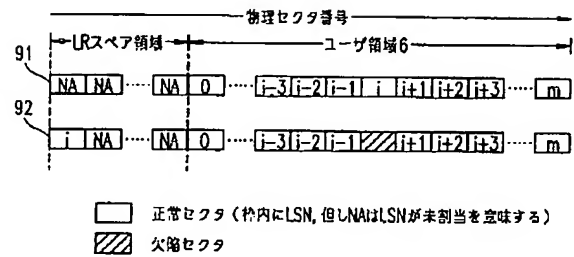 物理セクタ番号
LRスペア領域 ユーザ領域6
91
NA NA NA 0 i-3 i-2 i-1 i i+1 i+2 i+3 m
92
i NA NA 0 i-3 i-2 i-1 i+1 i+2 i+3 m
正常セクタ (枠内にLSN, 但しNAはLSNが未割当を意味する)
欠陥セクタ